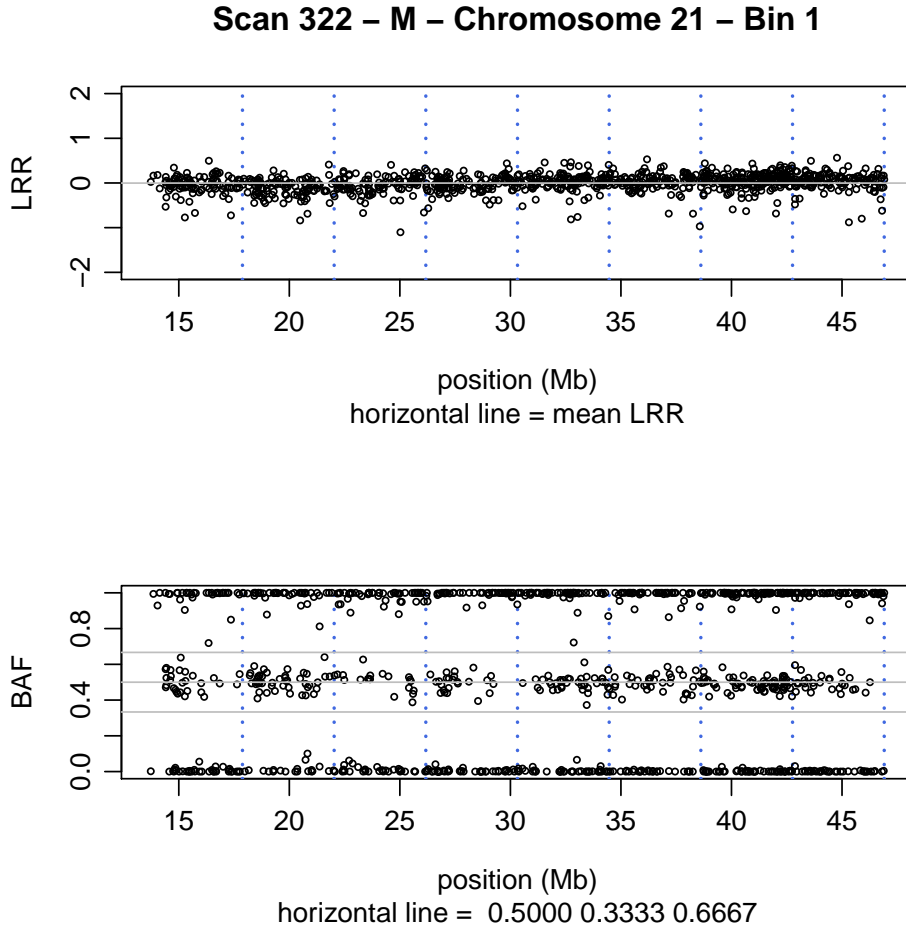 Scan 322 – M – Chromosome 21 – Bin 1
2
1
0
−2
LRR
15 20 25 30 35 40 45
position (Mb)
horizontal line = mean LRR
0.8
0.4
0.0
BAF
15 20 25 30 35 40 45
position (Mb)
horizontal line = 0.5000 0.3333 0.6667